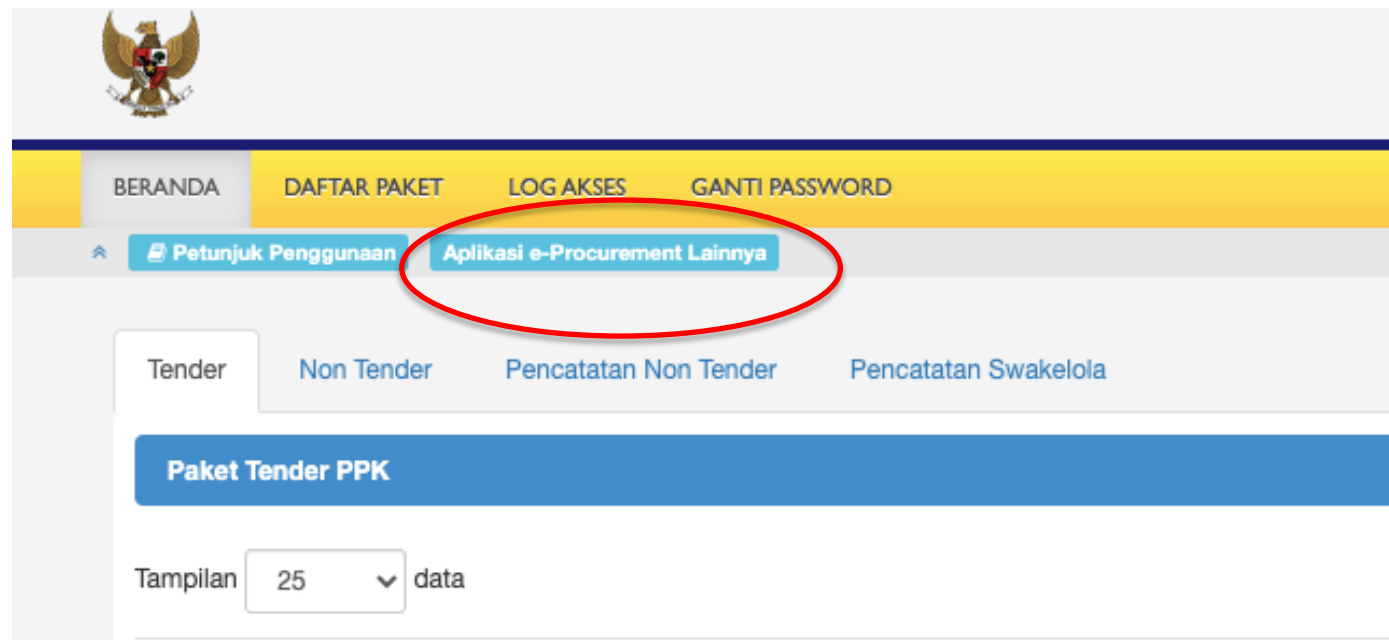 BERANDA DAFTAR PAKET LOG AKSES GANTI PASSWORD
Petunjuk Penggunaan Aplikasi e-Procurement Lainnya
Tender Non Tender Pencatatan Non Tender Pencatatan Swakelola
Paket Tender PPK
Tampilan 25 data